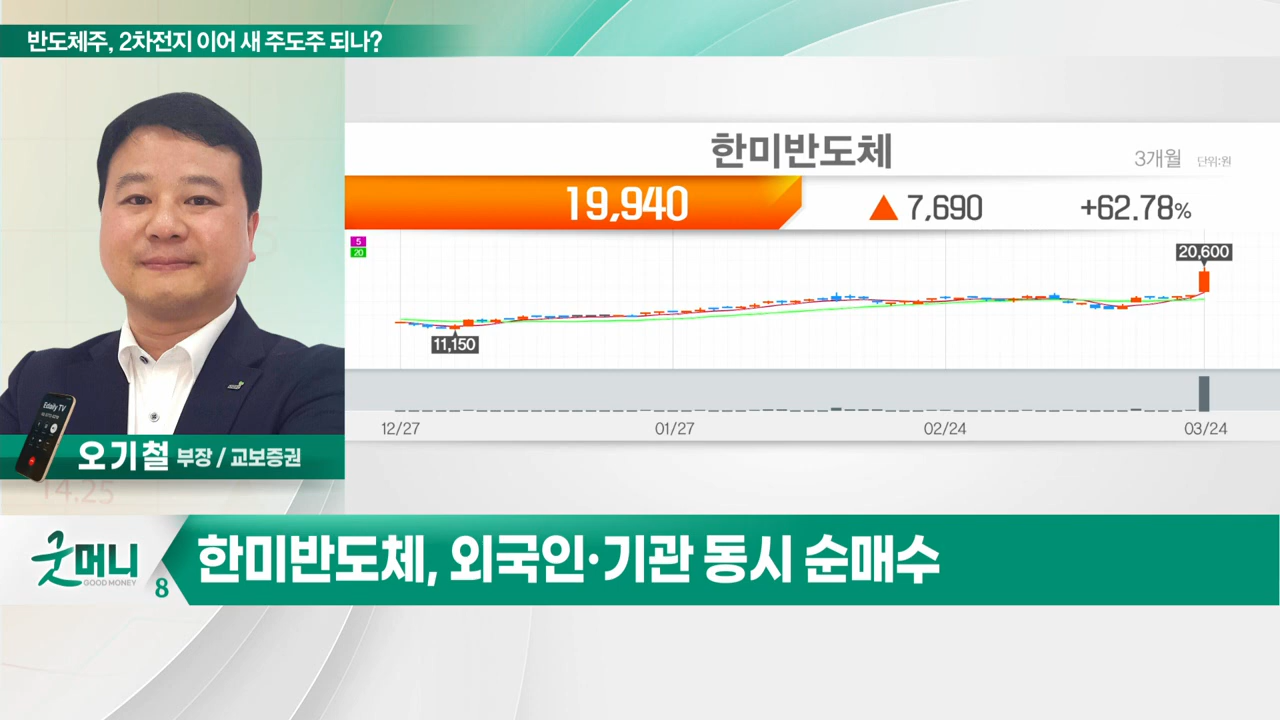 반도체주, 2차전지 이어 새 주도주 되나?
한미반도체
3개월 단위:원
19,940 ▲ 7,690 +62.78%
5
20
20,600
11,150
12/27 01/27 02/24 03/24
Edaily TV
오기철 부장 / 교보증권
14.25
굿머니
GOOD MONEY
8
한미반도체, 외국인·기관 동시 순매수